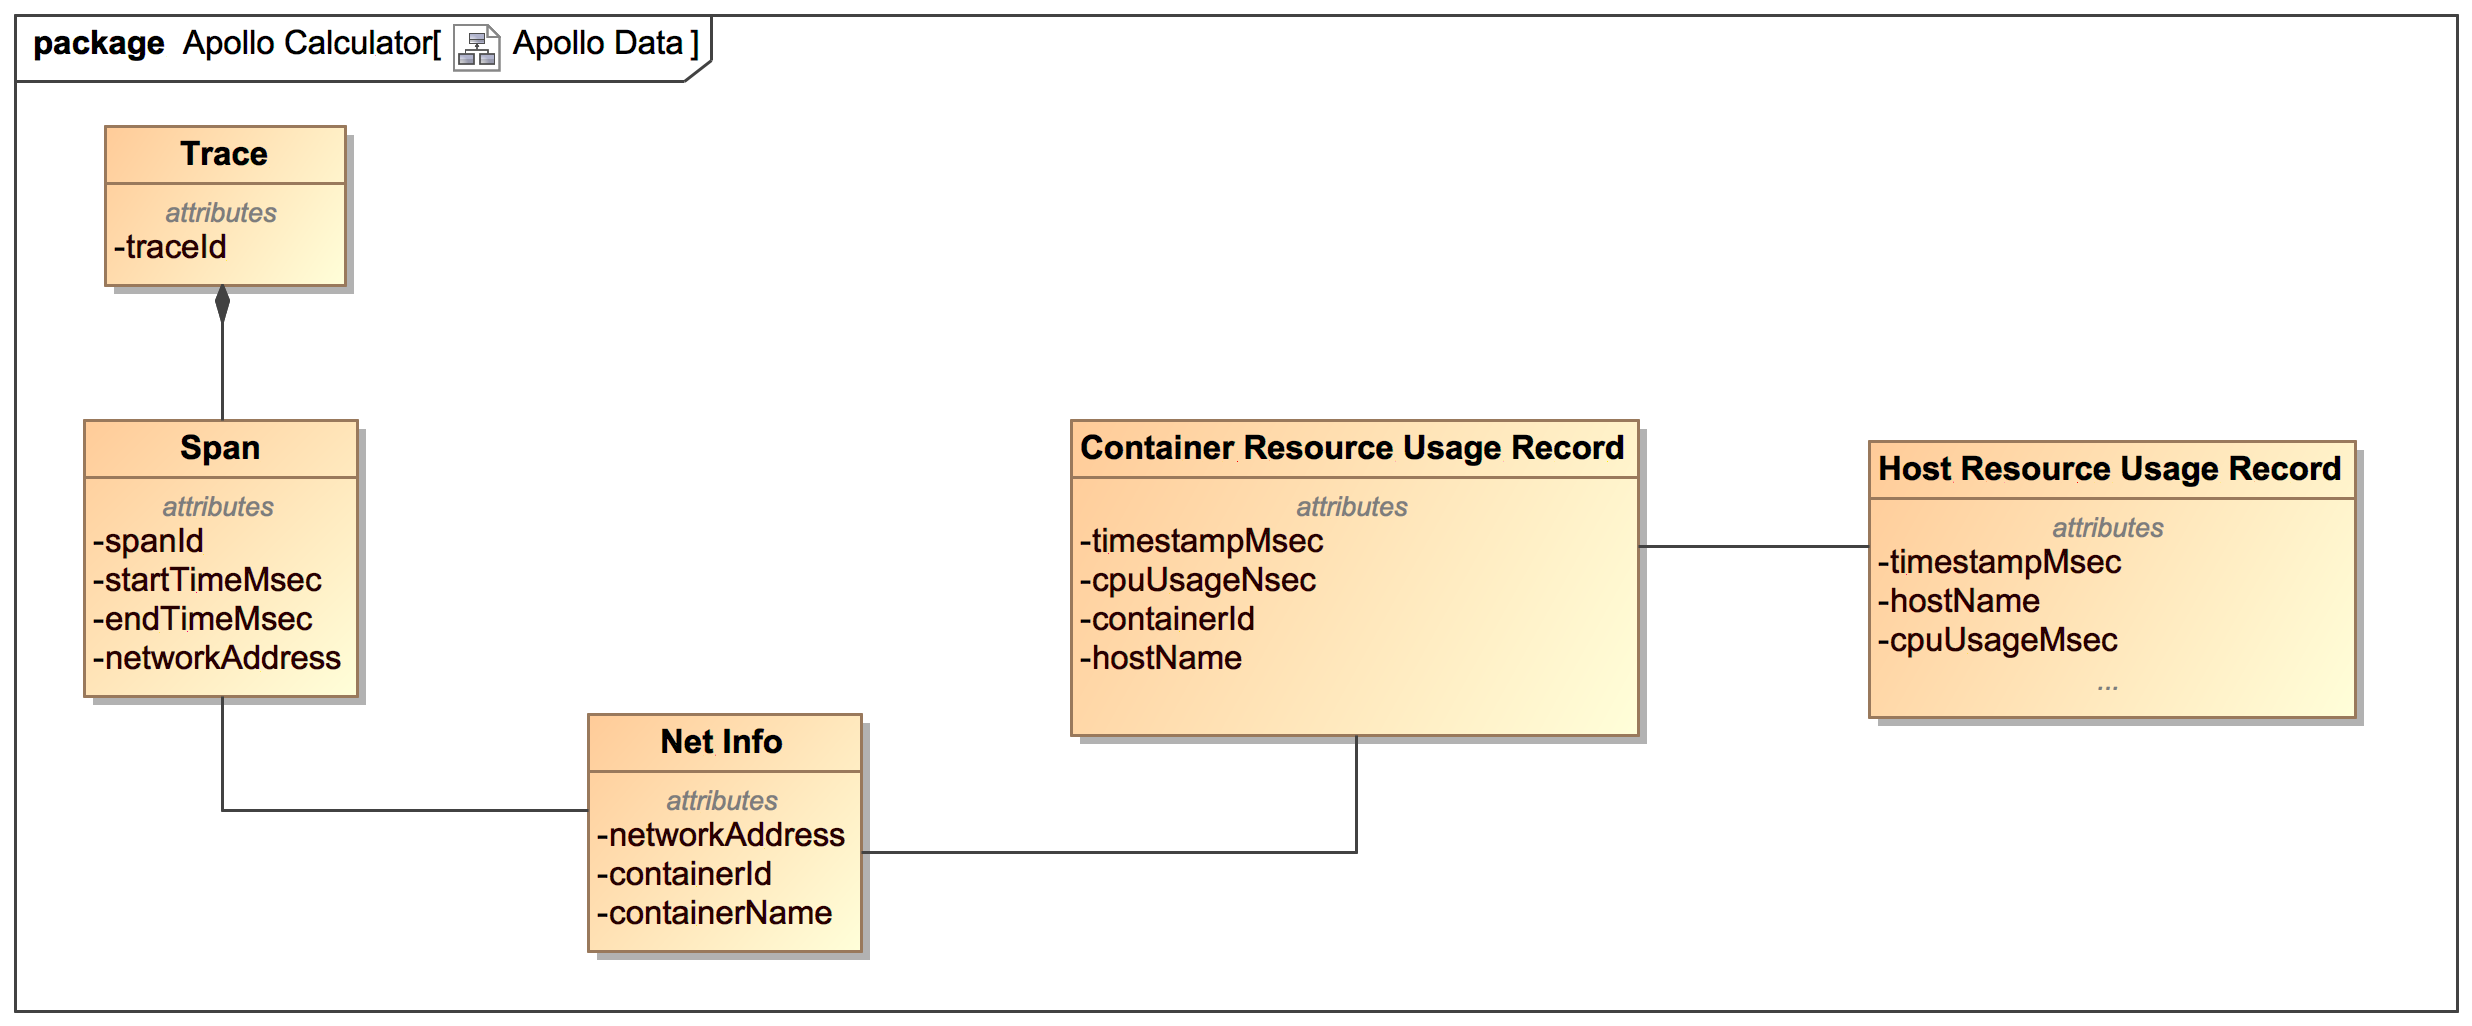 package Apollo Calculator[ Apollo Data ]
Trace
attributes
-traceId
Span
attributes
-spanId
-startTimeMsec
-endTimeMsec
-networkAddress
Net Info
attributes
-networkAddress
-containerId
-containerName
Container Resource Usage Record
attributes
-timestampMsec
-cpuUsageNsec
-containerId
-hostName
Host Resource Usage Record
attributes
-timestampMsec
-hostName
-cpuUsageMsec
...